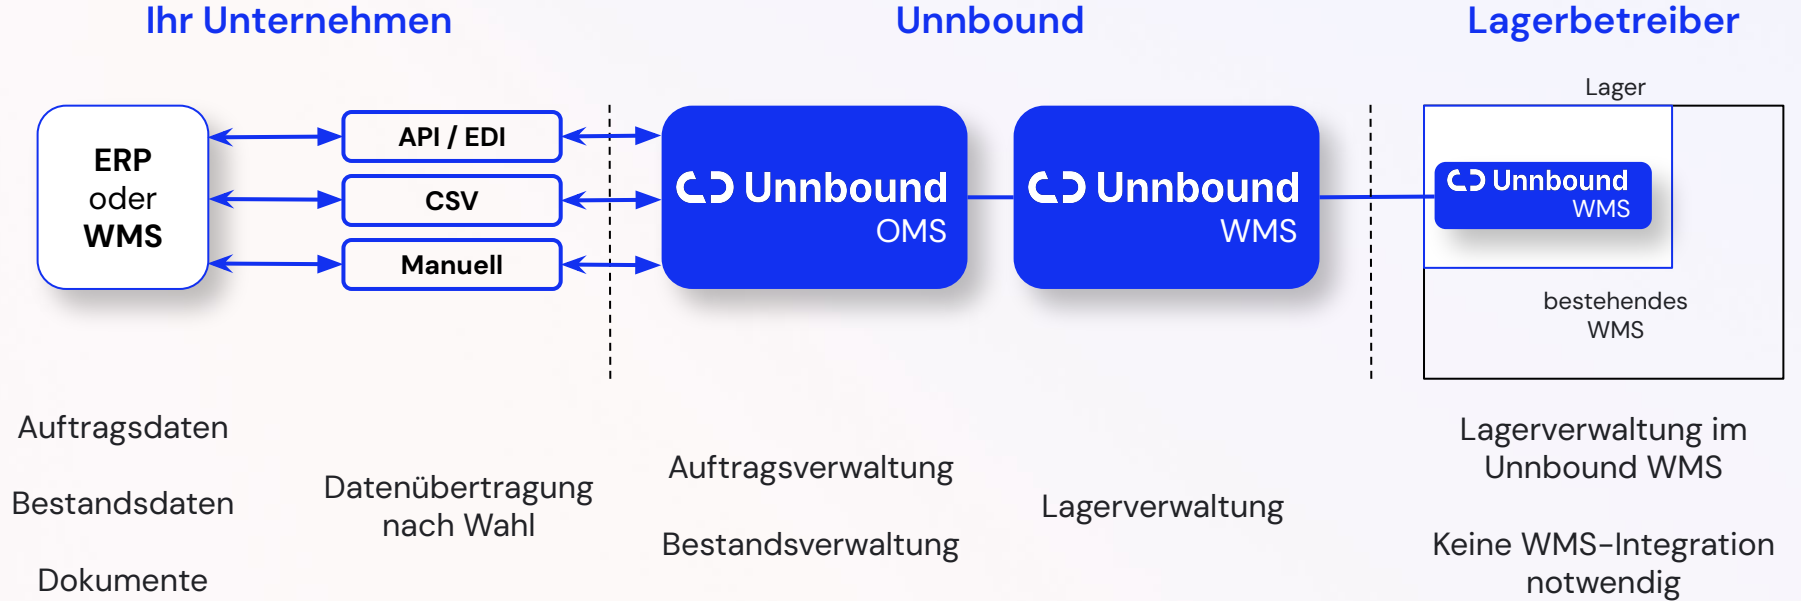 Ihr Unternehmen
Unnbound
Lagerbetreiber
ERP
oder
WMS
API / EDI
CSV
Manuell
Unnbound
OMS
Unnbound
WMS
Lager
Unnbound
WMS
bestehendes
WMS
Auftragsdaten
Bestandsdaten
Dokumente
Datenübertragung
nach Wahl
Auftragsverwaltung
Bestandsverwaltung
Lagerverwaltung
Lagerverwaltung im
Unnbound WMS
Keine WMS-Integration
notwendig